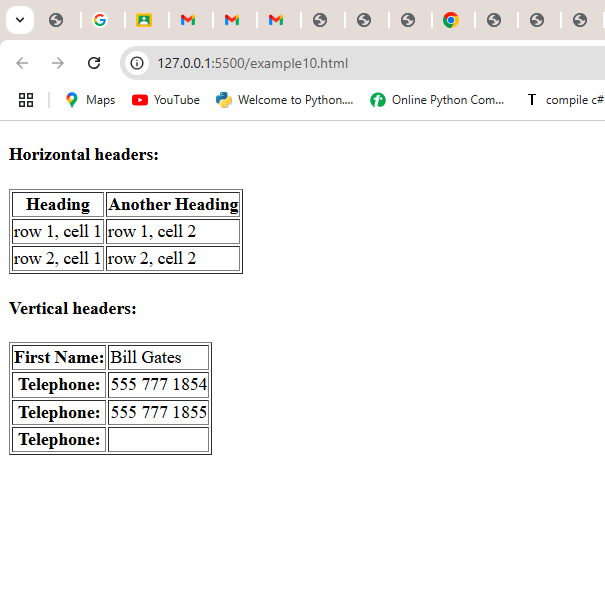 127.0.0.1:5500/example10.html
Maps YouTube Welcome to Python.... Online Python Com... T compile c#
Horizontal headers:
Heading Another Heading
row 1, cell 1 row 1, cell 2
row 2, cell 1 row 2, cell 2
Vertical headers:
First Name: Bill Gates
Telephone: 555 777 1854
Telephone: 555 777 1855
Telephone: